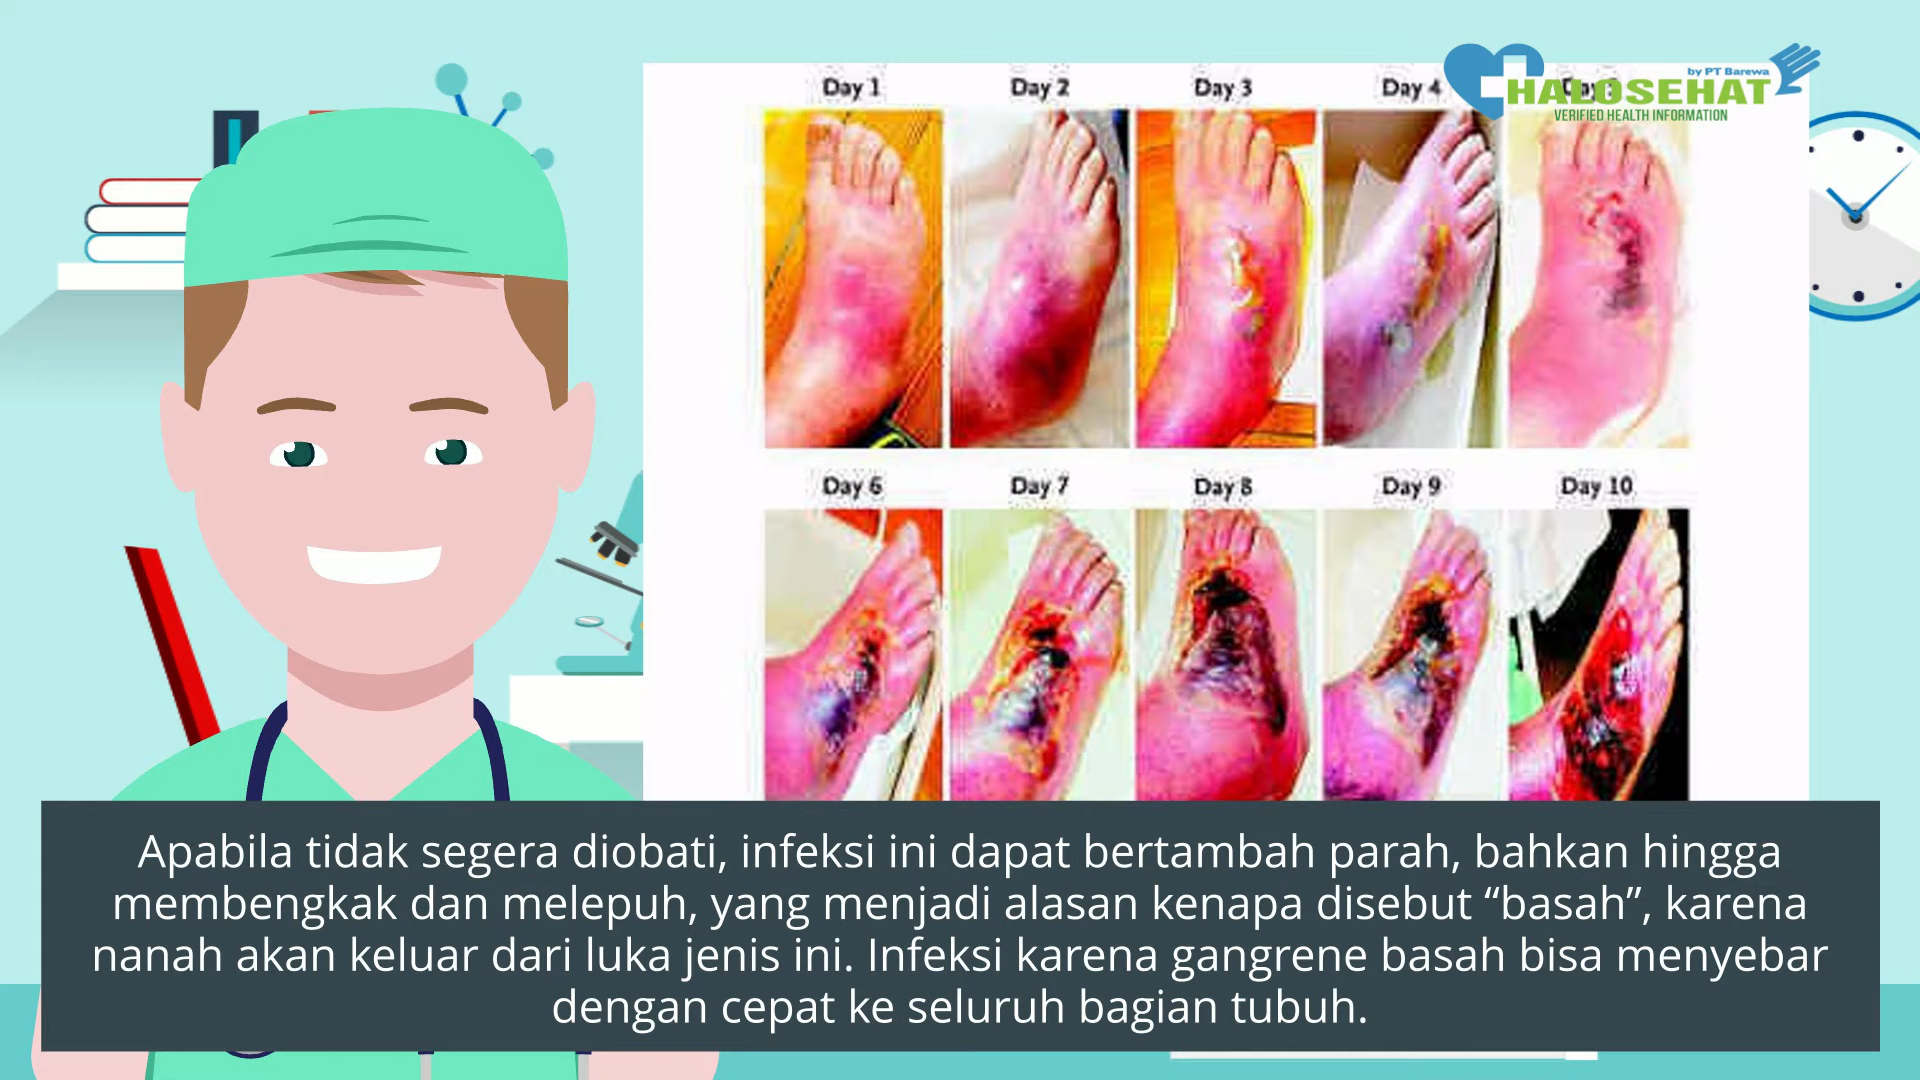 by PT Barewa
HALOSEHAT
VERIFIED HEALTH INFORMATION
Day 1 Day 2 Day 3 Day 4
Day 6 Day 7 Day 8 Day 9 Day 10
Apabila tidak segera diobati, infeksi ini dapat bertambah parah, bahkan hingga
membengkak dan melepuh, yang menjadi alasan kenapa disebut “basah”, karena
nanah akan keluar dari luka jenis ini. Infeksi karena gangrene basah bisa menyebar
dengan cepat ke seluruh bagian tubuh.